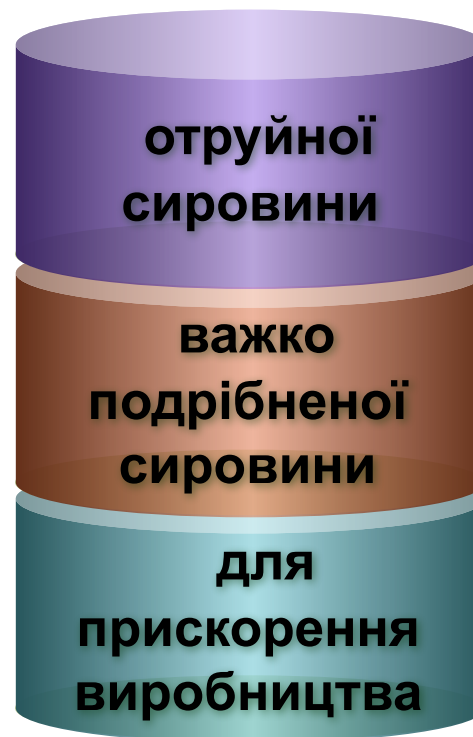 отруйної
сировини
важко
подрібненої
сировини
для
прискорення
виробництва